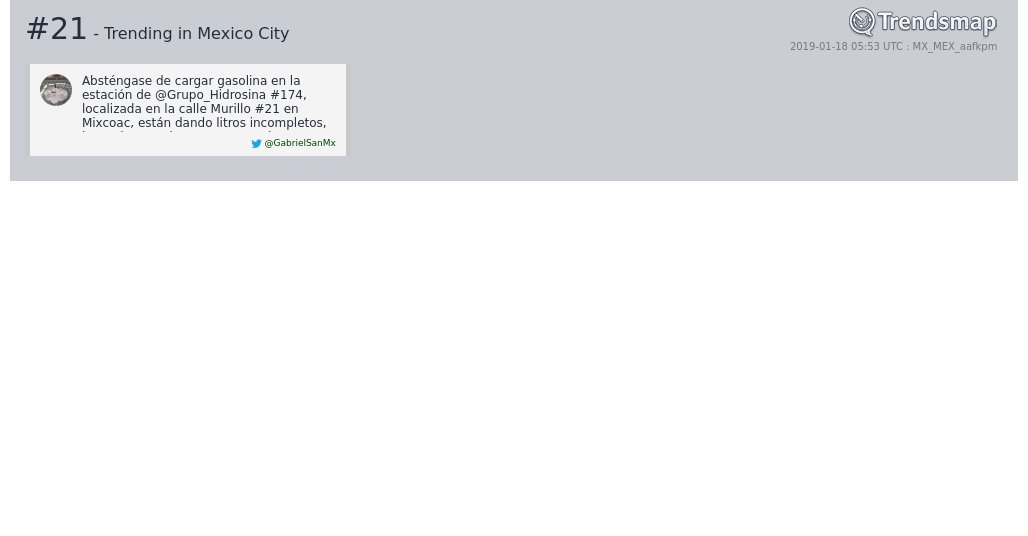 #21 - Trending in Mexico City
Trendsmap
2019-01-18 05:53 UTC : MX_MEX_aafkpm
Absténgase de cargar gasolina en la
estación de @Grupo_Hidrosina #174,
localizada en la calle Murillo #21 en
Mixcoac, están dando litros incompletos,
@GabrielSanMx